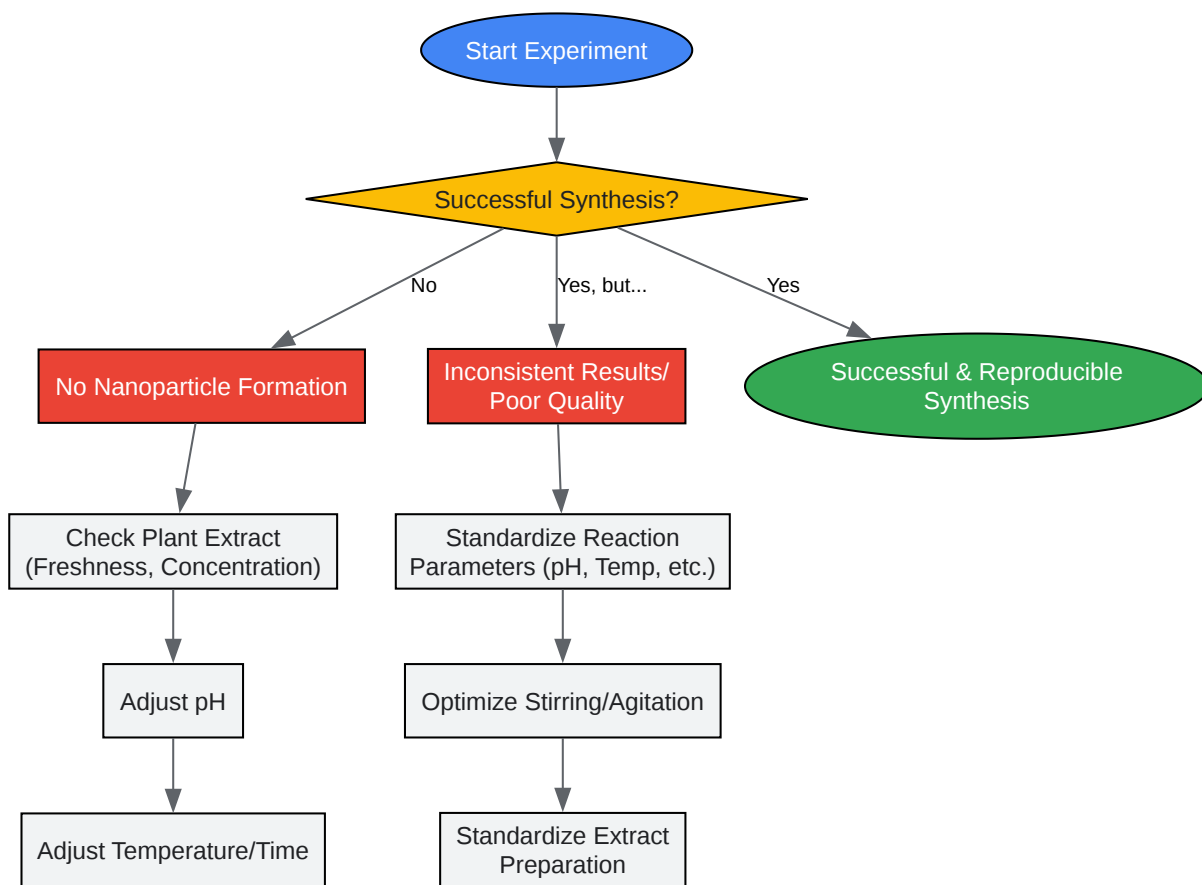 Start Experiment
Successful Synthesis?
No
Yes, but...
Yes
No Nanoparticle Formation
Inconsistent Results/
Poor Quality
Successful & Reproducible
Synthesis
Check Plant Extract
(Freshness, Concentration)
Standardize Reaction
Parameters (pH, Temp, etc.)
Adjust pH
Optimize Stirring/Agitation
Adjust Temperature/Time
Standardize Extract
Preparation